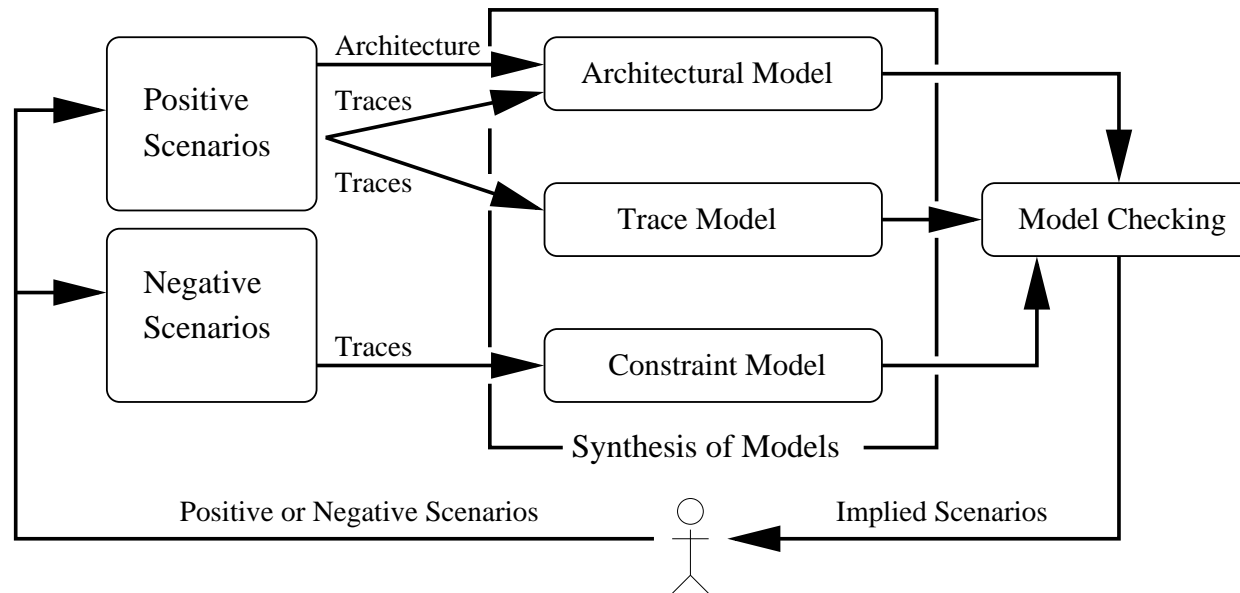 Architecture
Positive
Scenarios
Traces
Traces
Architectural Model
Trace Model
Model Checking
Negative
Scenarios
Traces
Constraint Model
Synthesis of Models
Positive or Negative Scenarios
Implied Scenarios